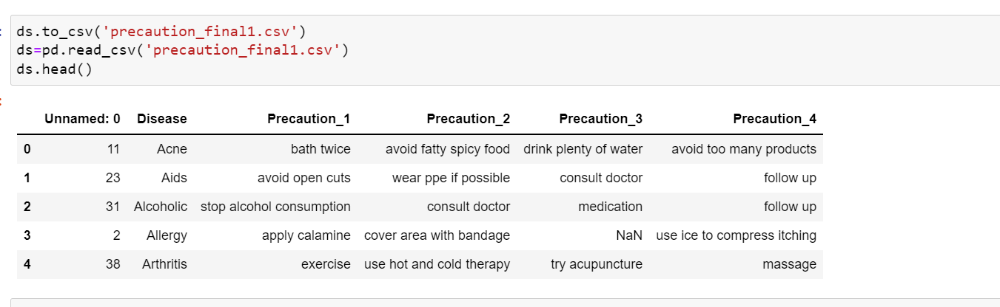 ds.to_csv('precaution_final1.csv')
ds=pd.read_csv('precaution_final1.csv')
ds.head()
Unnamed: 0 Disease Precaution_1 Precaution_2 Precaution_3 Precaution_4
0 11 Acne bath twice avoid fatty spicy food drink plenty of water avoid too many products
1 23 Aids avoid open cuts wear ppe if possible consult doctor follow up
2 31 Alcoholic stop alcohol consumption consult doctor medication follow up
3 2 Allergy apply calamine cover area with bandage NaN use ice to compress itching
4 38 Arthritis exercise use hot and cold therapy try acupuncture massage